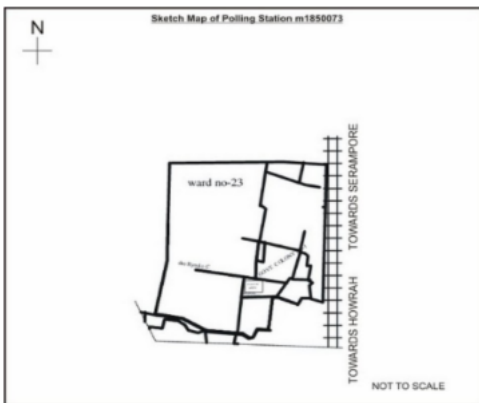 Sketch Map of Polling Station m1850073
N
ward no-23
TOWARDS SERAMPORE
TOWARDS HOWRAH
NOT TO SCALE